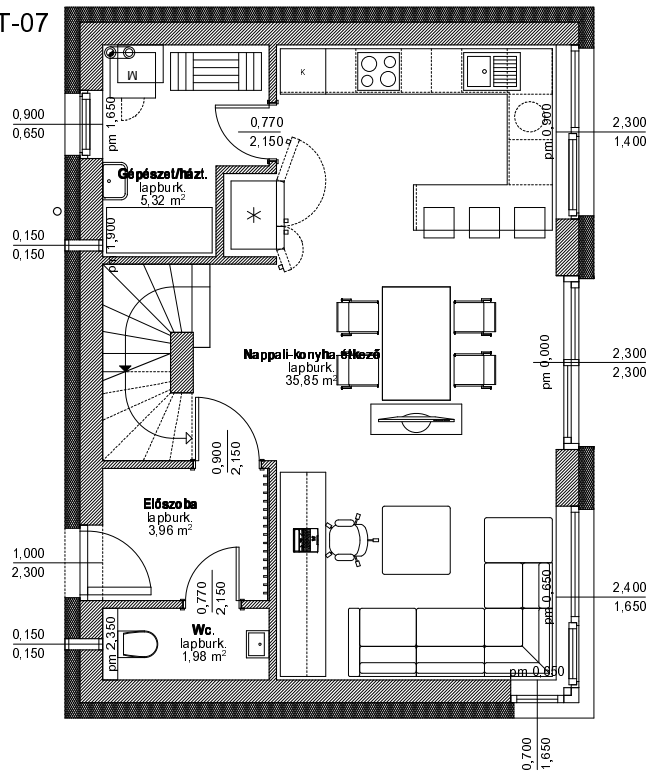 T-07
0,900
0,650
pm 1,650
M
K
0,770
2,150
pm 0,900
2,300
1,400
Gépészet/házt.
lapburk.
5,32 m²
0,150
0,150
pm 1,900
Nappali-konyha-étkező
lapburk.
35,85 m²
pm 0,000
2,300
2,300
0,900
2,150
Előszoba
lapburk.
3,96 m²
1,000
2,300
0,770
2,150
pm 0,650
2,400
1,650
0,150
0,150
pm 2,350
Wc.
lapburk.
1,98 m²
pm 0,650
0,700
1,650